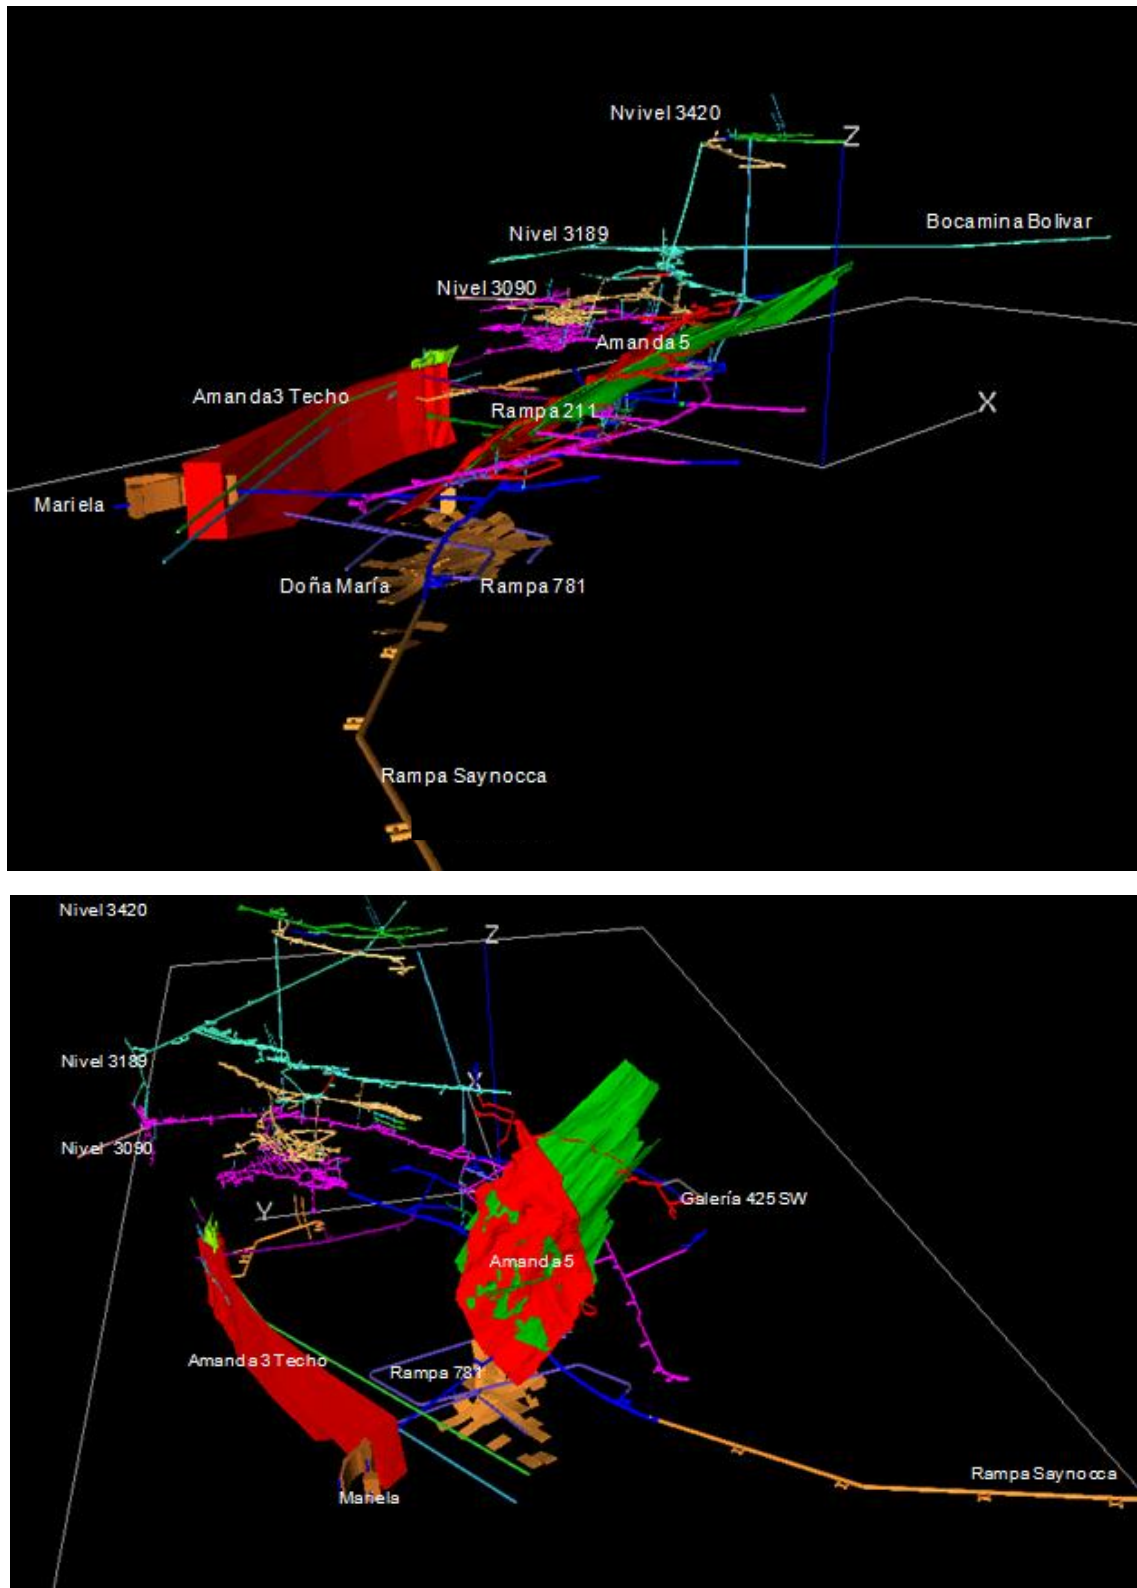 Nvivel 3420
Z
Bocamina Bolivar
Nivel 3189
Nivel 3090
Amanda 5
Amanda3 Techo
Rampa 211
X
Mariela
Doña María
Rampa 781
Rampa Saynocca
Nivel 3420
Z
Nivel 3189
X
Nivel 3090
Y
Galería 425 SW
Amanda 5
Amanda 3 Techo
Rampa 781
Rampa Saynocca
Mariela